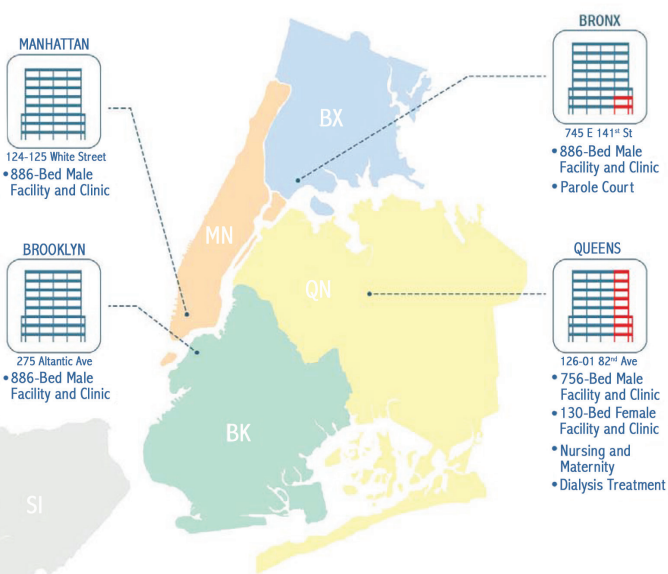 MANHATTAN
124-125 White Street
• 886-Bed Male
Facility and Clinic
BROOKLYN
275 Altantic Ave
• 886-Bed Male
Facility and Clinic
BX
MN
QN
BK
SI
BRONX
745 E 141st St
• 886-Bed Male
Facility and Clinic
• Parole Court
QUEENS
126-01 82nd Ave
• 756-Bed Male
Facility and Clinic
• 130-Bed Female
Facility and Clinic
• Nursing and
Maternity
• Dialysis Treatment